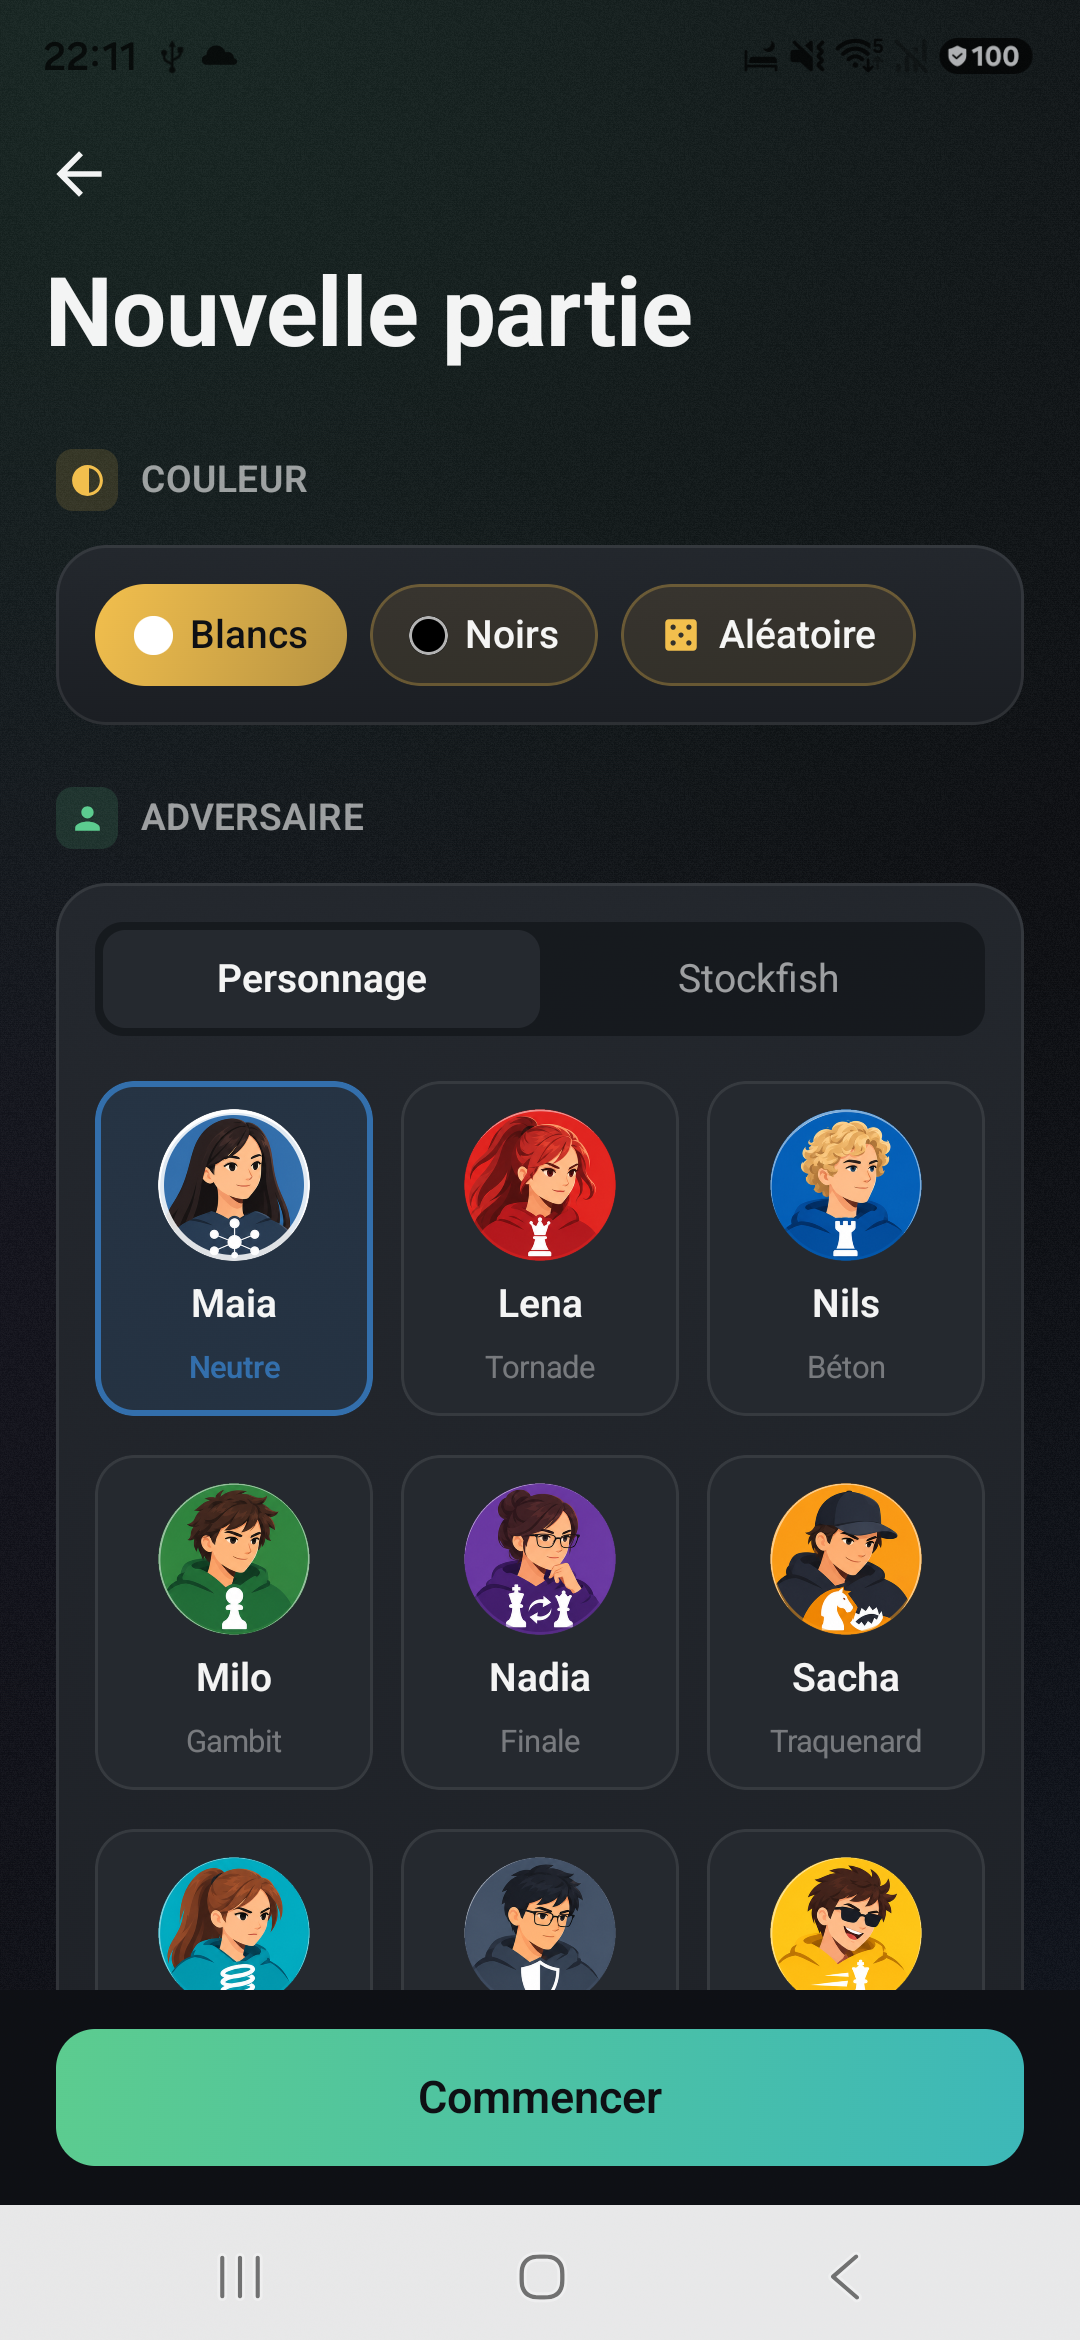 22:11
5
100
Nouvelle partie
COULEUR
Blancs
Noirs
Aléatoire
ADVERSAIRE
Personnage
Stockfish
Maia
Lena
Nils
Neutre
Tornade
Béton
Milo
Nadia
Sacha
Gambit
Finale
Traquenard
Commencer